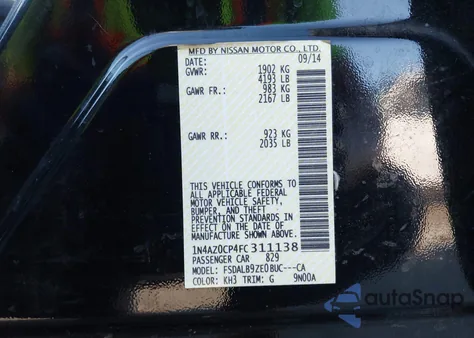 MFD BY NISSAN MOTOR CO., LTD.
DATE: 09/14
GVWR: 1902 KG
4193 LB
GAWR FR: 983 KG
2167 LB
GAWR RR: 923 KG
2035 LB
THIS VEHICLE CONFORMS TO
ALL APPLICABLE FEDERAL
MOTOR VEHICLE SAFETY,
BUMPER, AND THEFT
PREVENTION STANDARDS IN
EFFECT ON THE DATE OF
MANUFACTURE SHOWN ABOVE.
1N4AZ0CP4FC311138
PASSENGER CAR 829
MODEL: FSDALB9ZE0BUC---CA
COLOR: KH3 TRIM: G 9N00A
autaSnap